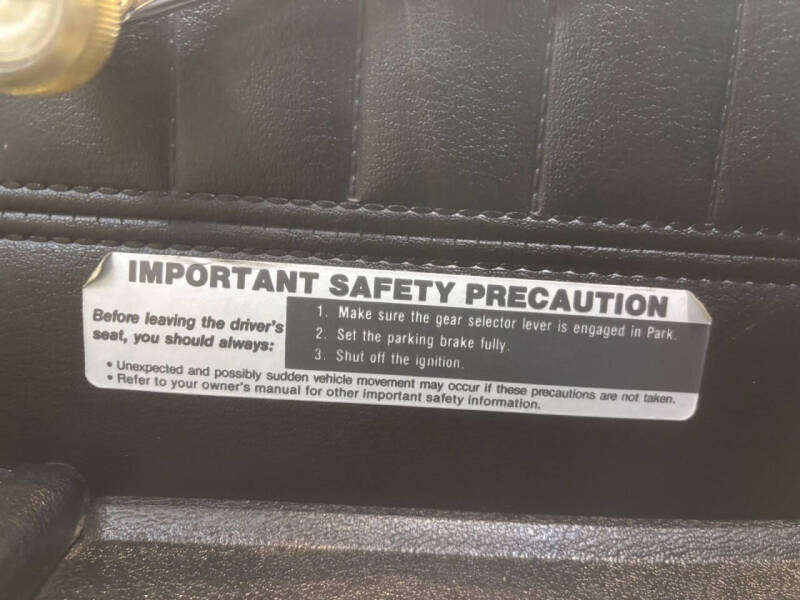 IMPORTANT SAFETY PRECAUTION
Before leaving the driver's
seat, you should always:
1. Make sure the gear selector lever is engaged in Park.
2. Set the parking brake fully.
3. Shut off the ignition.
• Unexpected and possibly sudden vehicle movement may occur if these precautions are not taken.
• Refer to your owner's manual for other important safety information.